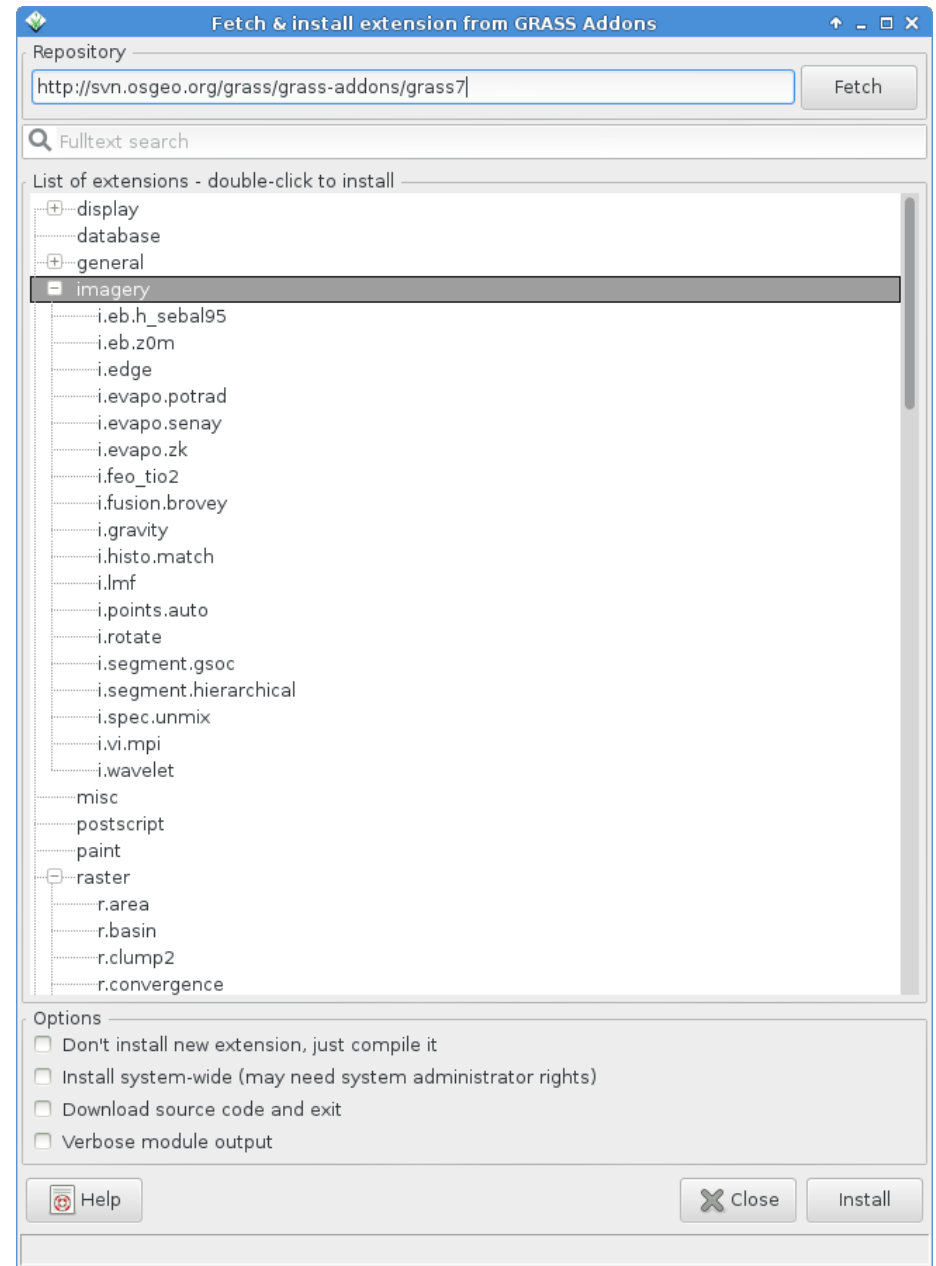 Fetch & install extension from GRASS Addons
Repository
http://svn.osgeo.org/grass/grass-addons/grass7
Fetch
Fulltext search
List of extensions - double-click to install
display
database
general
imagery
i.eb.h_sebal95
i.eb.z0m
i.edge
i.evapo.potrad
i.evapo.senay
i.evapo.zk
i.feo_tio2
i.fusion.brovey
i.gravity
i.histo.match
i.lmf
i.points.auto
i.rotate
i.segment.gsoc
i.segment.hierarchical
i.spec.unmix
i.vi.mpi
i.wavelet
misc
postscript
paint
raster
r.area
r.basin
r.clump2
r.convergence
Options
Don't install new extension, just compile it
Install system-wide (may need system administrator rights)
Download source code and exit
Verbose module output
Help
Close
Install